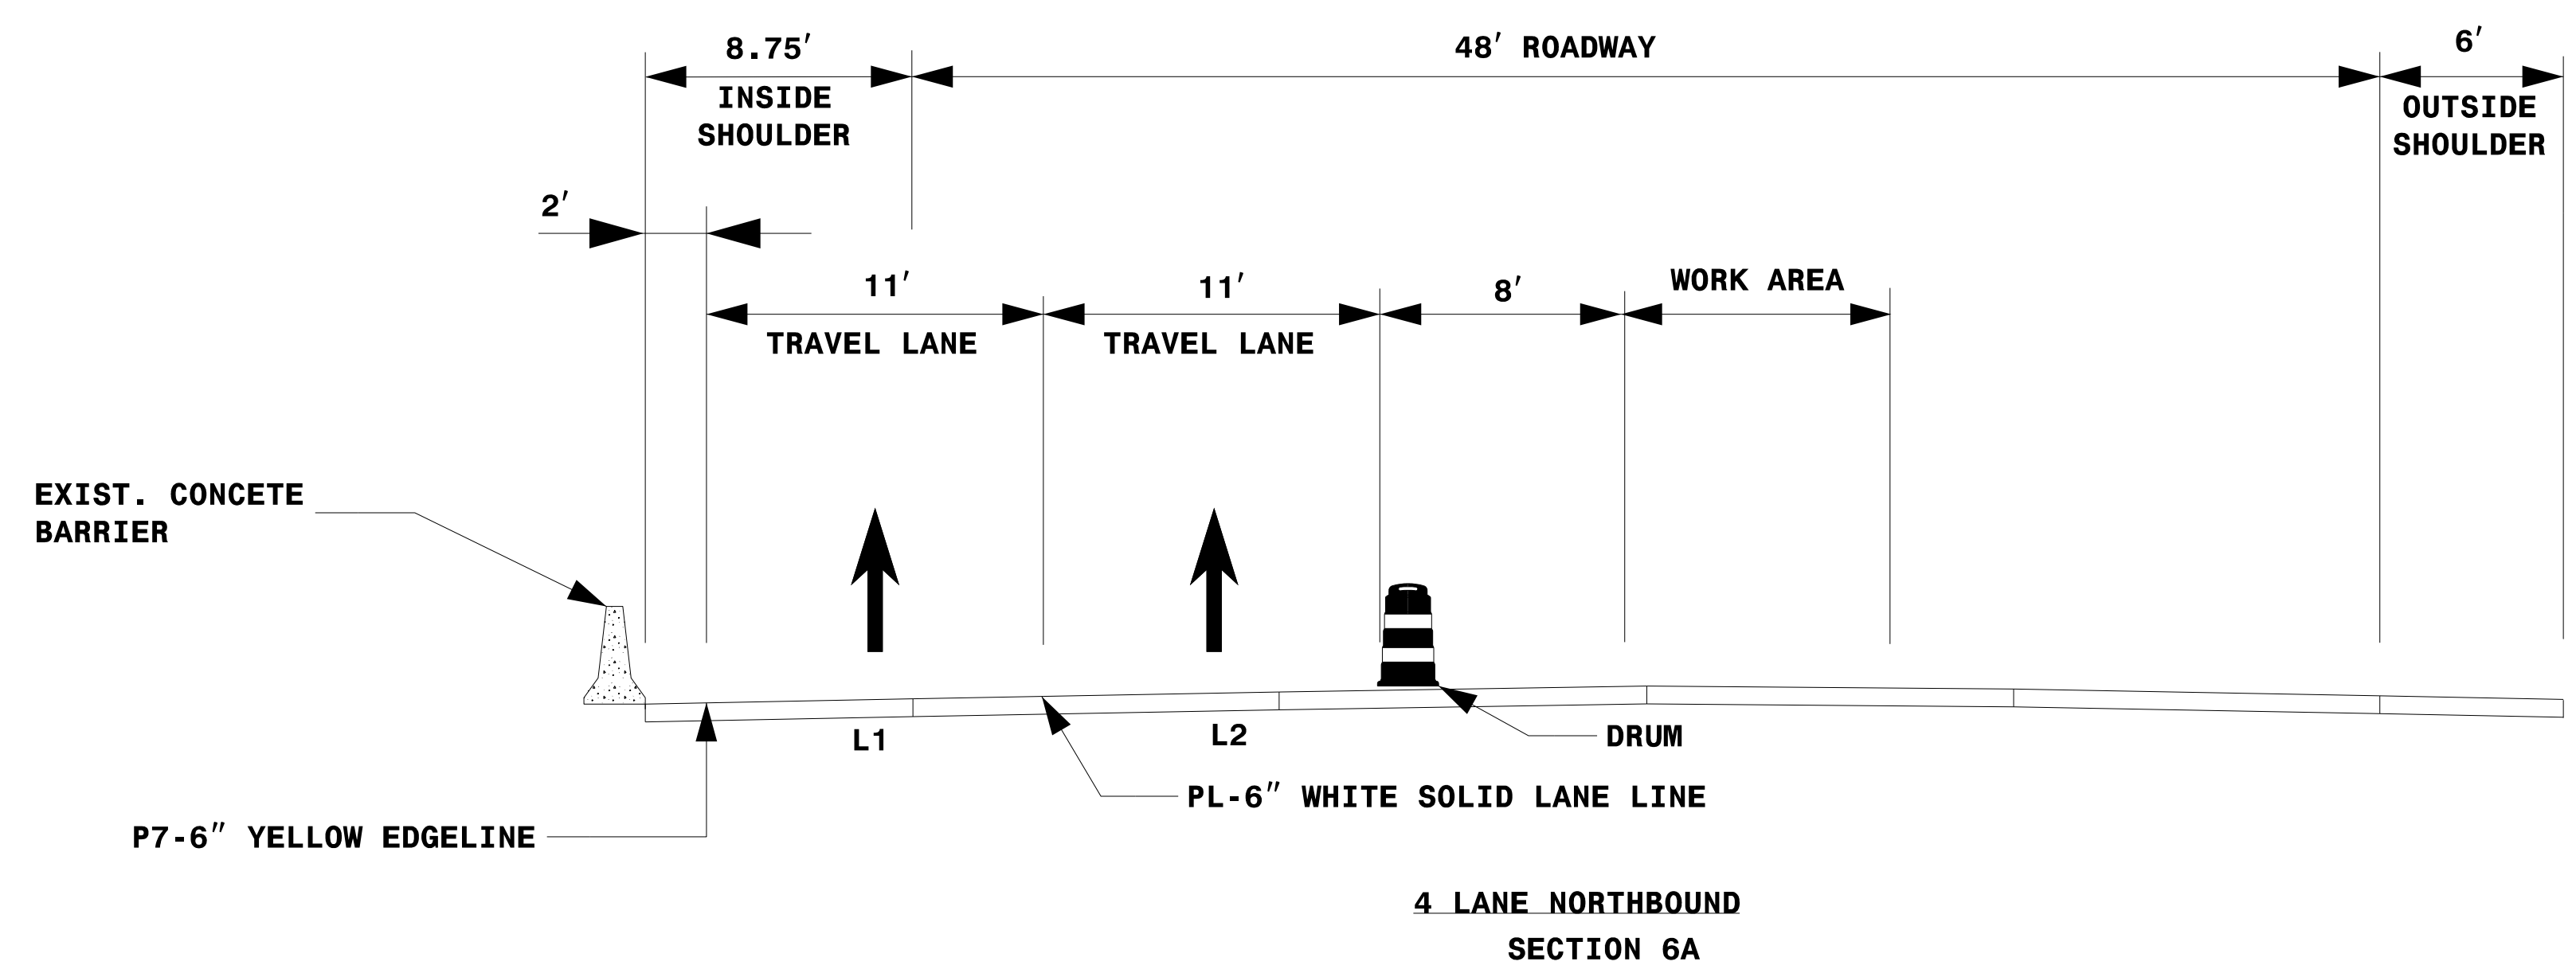 8.75′
INSIDE
SHOULDER
48′ ROADWAY
6′
OUTSIDE
SHOULDER
2′
11′
TRAVEL LANE
11′
TRAVEL LANE
8′
WORK AREA
EXIST. CONCETE
BARRIER
L1
L2
DRUM
PL-6″ WHITE SOLID LANE LINE
P7-6″ YELLOW EDGELINE
4 LANE NORTHBOUND
SECTION 6A